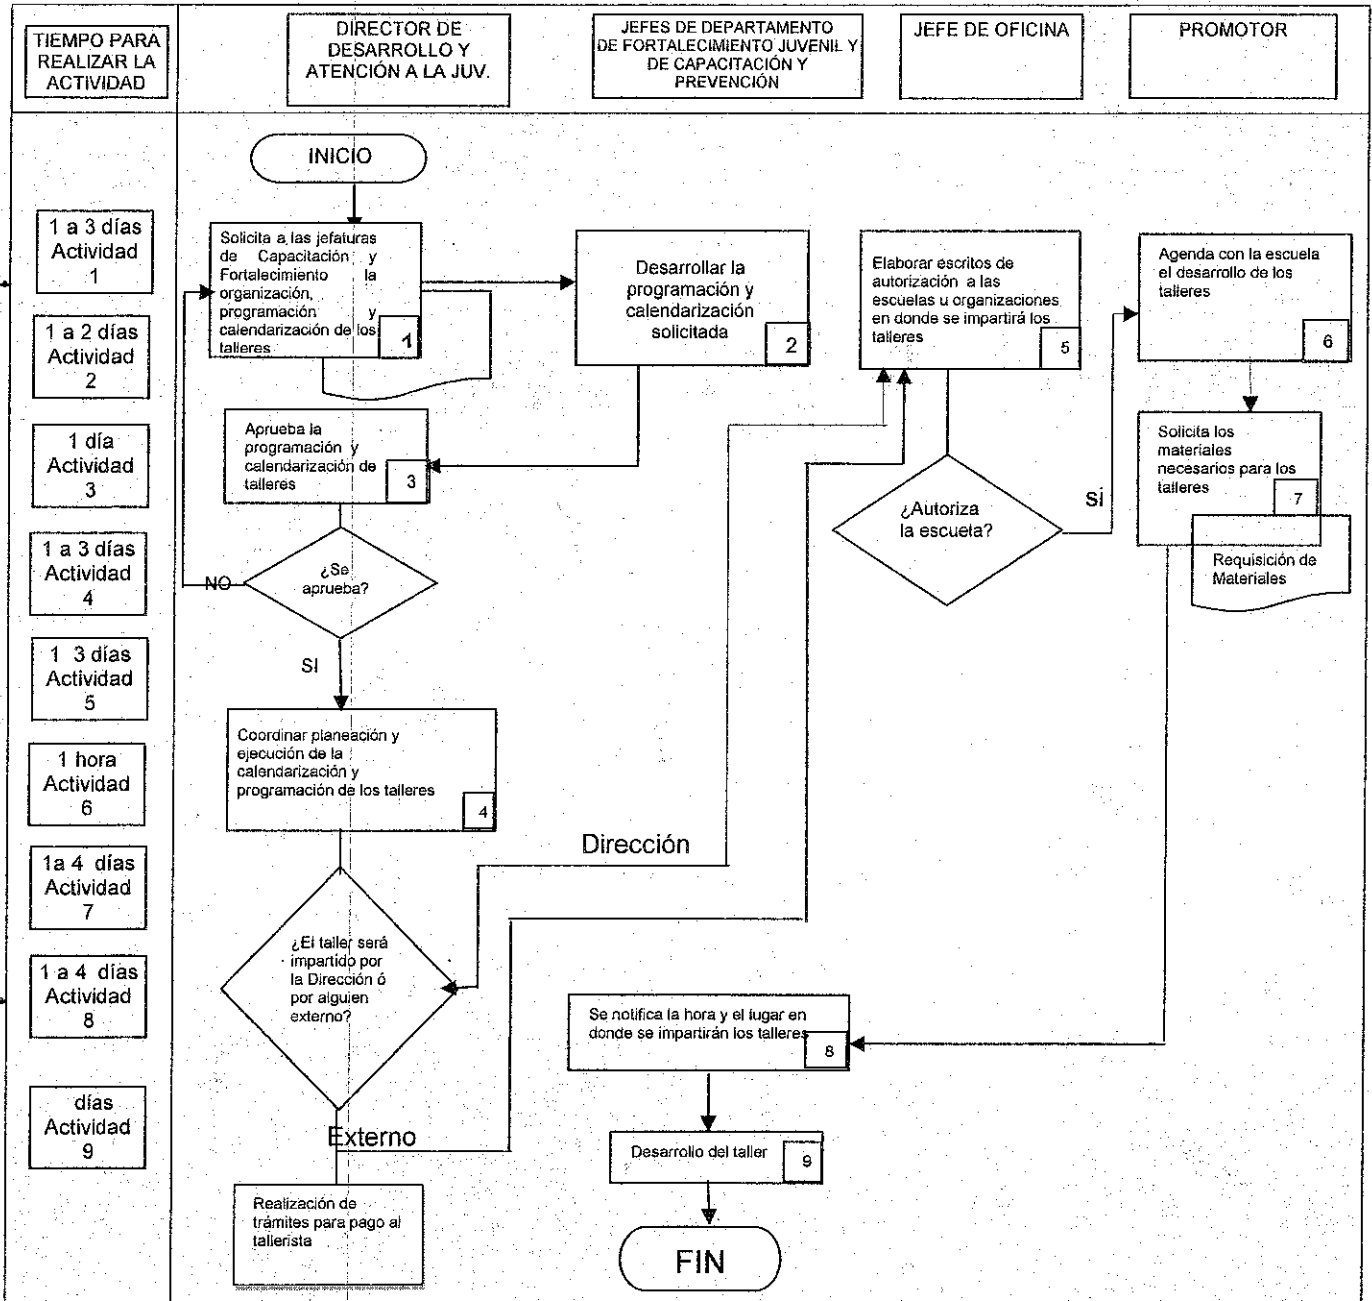 TIEMPO PARA
REALIZAR LA
ACTIVIDAD
DIRECTOR DE
DESARROLLO Y
ATENCIÓN A LA JUV.
JEFES DE DEPARTAMENTO
DE FORTALECIMIENTO JUVENIL Y
DE CAPACITACIÓN Y
PREVENCIÓN
JEFE DE OFICINA
PROMOTOR
INICIO
1 a 3 días
Actividad
1
1 a 2 días
Actividad
2
1 día
Actividad
3
1 a 3 días
Actividad
4
1 3 días
Actividad
5
1 hora
Actividad
6
1a 4 días
Actividad
7
1 a 4 días
Actividad
8
días
Actividad
9
Solicita a las jefaturas
de Capacitación y
Fortalecimiento la
organización,
programación y
calendarización de los
talleres
1
Desarrollar la
programación y
calendarización
solicitada
2
Aprueba la
programación y
calendarización de
talleres
3
¿Se
aprueba?
NO
SI
Coordinar planeación y
ejecución de la
calendarización y
programación de los talleres
4
¿El taller será
impartido por
la Dirección ó
por alguien
externo?
Dirección
Externo
Realización de
trámites para pago al
tallerista
Elaborar escritos de
autorización a las
escuelas u organizaciones
en donde se impartirá los
talleres
5
¿Autoriza
la escuela?
SÍ
Agenda con la escuela
el desarrollo de los
talleres
6
Solicita los
materiales
necesarios para los
talleres
7
Requisición de
Materiales
Se notifica la hora y el lugar en
donde se impartirán los talleres
8
Desarrollo del taller
9
FIN